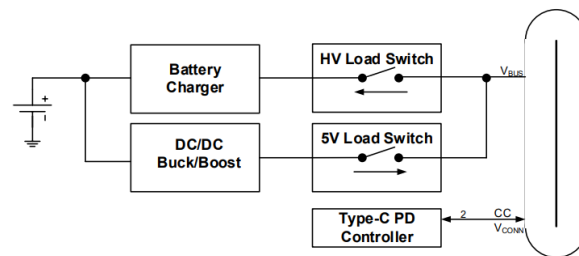 Battery
Charger
HV Load Switch
VBUS
+
DC/DC
Buck/Boost
5V Load Switch
Type-C PD
Controller
2
CC
VCONN